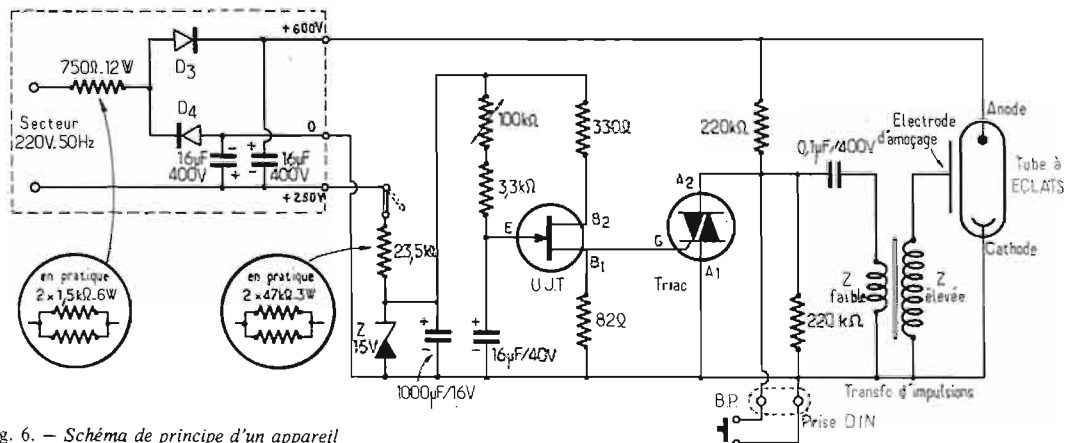 +600V
750Ω-12W
D3
D4
Secteur
220V.50Hz
16µF
400V
-
+
+
-
16µF
400V
0
+250V
en pratique
2×1,5kΩ-6W
en pratique
2×47kΩ-3W
23,5kΩ
Z
15V
+
-
1000µF/16V
100kΩ
3,3kΩ
+
-
16µF/40V
330Ω
E
B2
B1
U.J.T
82Ω
G
A2
A1
Triac
220kΩ
220kΩ
0,1µF/400V
Electrode
d'amoçage
Anode
Tube à
ECLATS
Cathode
Z
faible
Z
élevée
Transfo d'impulsions
B.P.
Prise DIN
g. 6. — Schéma de principe d'un appareil